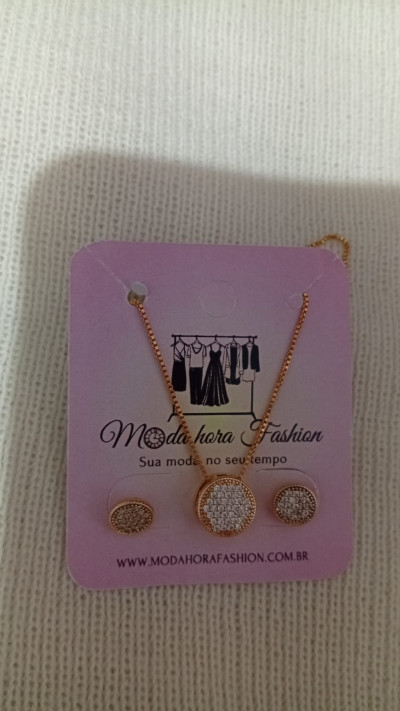 Moda hora Fashion
Sua moda no seu tempo
WWW.MODAHORAFASHION.COM.BR